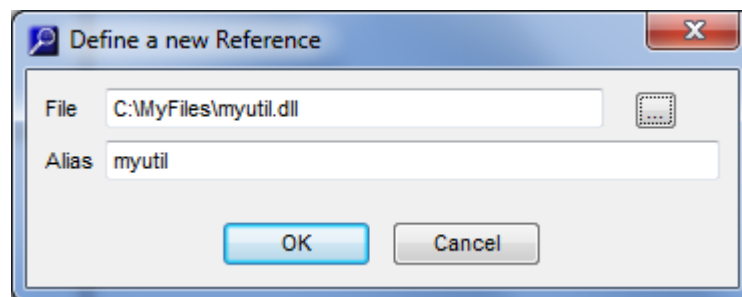 Define a new Reference
File C:\MyFiles\myutil.dll ...
Alias myutil
OK Cancel